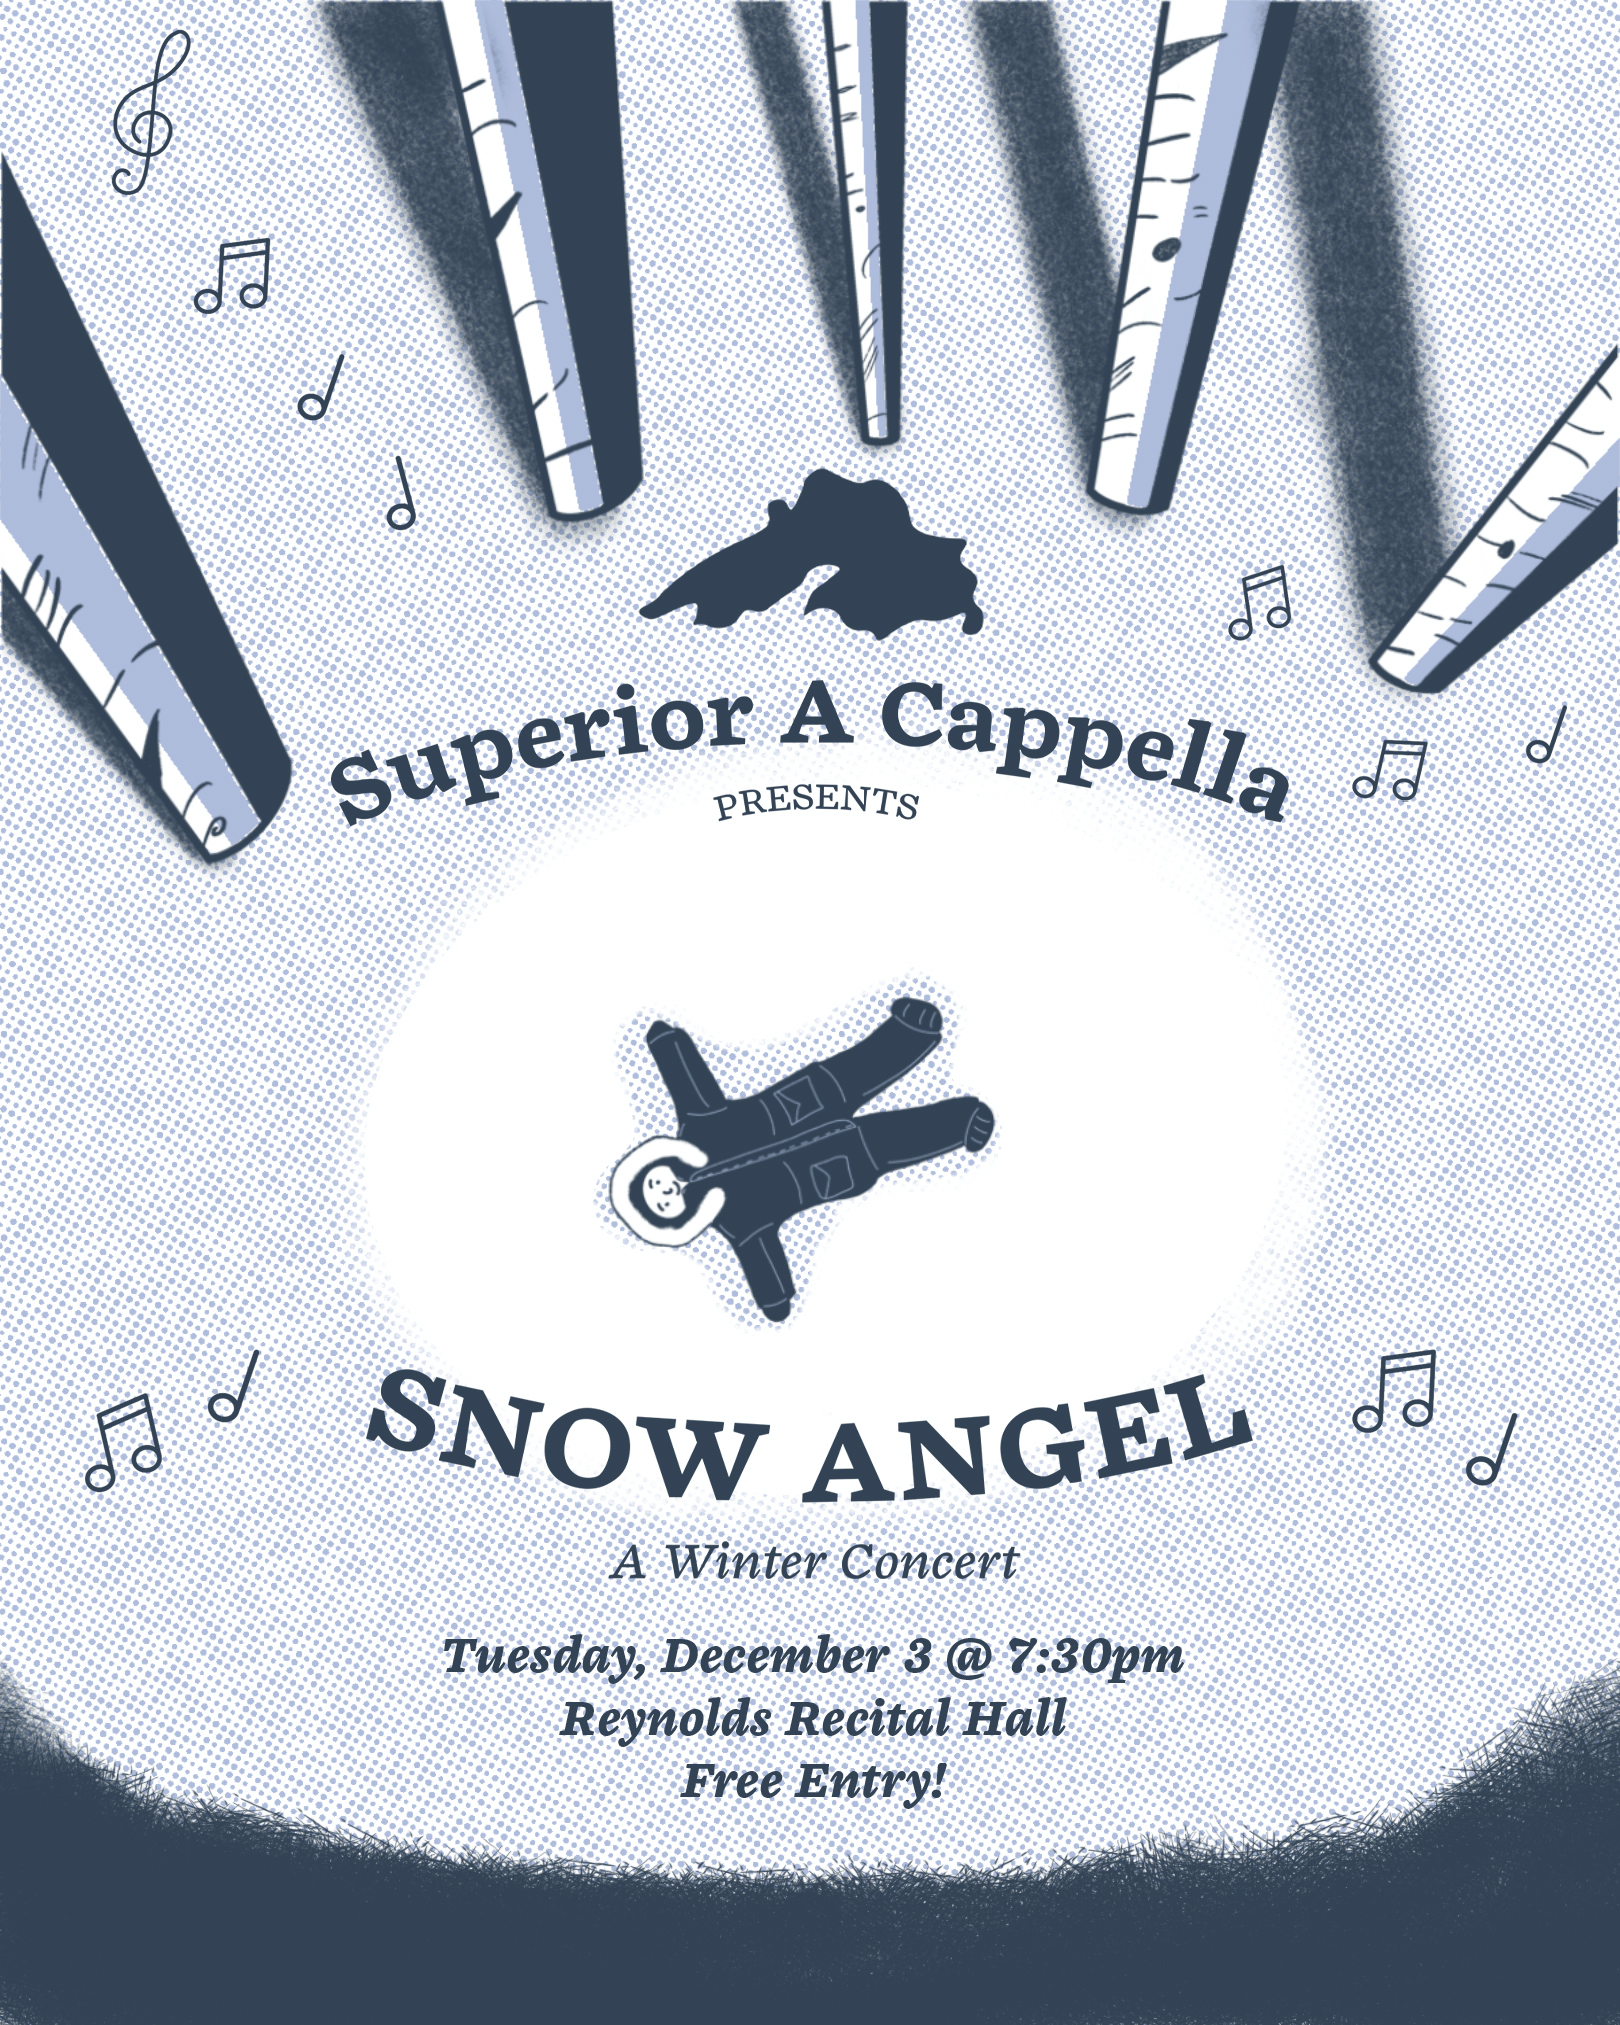 Superior A Cappella
PRESENTS
SNOW ANGEL
A Winter Concert
Tuesday, December 3 @ 7:30pm
Reynolds Recital Hall
Free Entry!